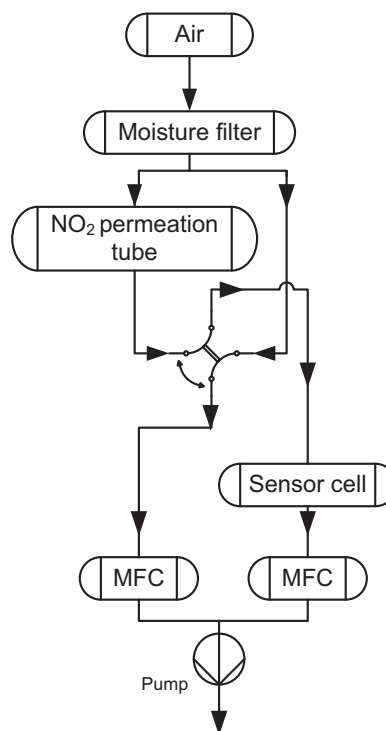 Air
Moisture filter
NO₂ permeation
tube
Sensor cell
MFC
MFC
Pump